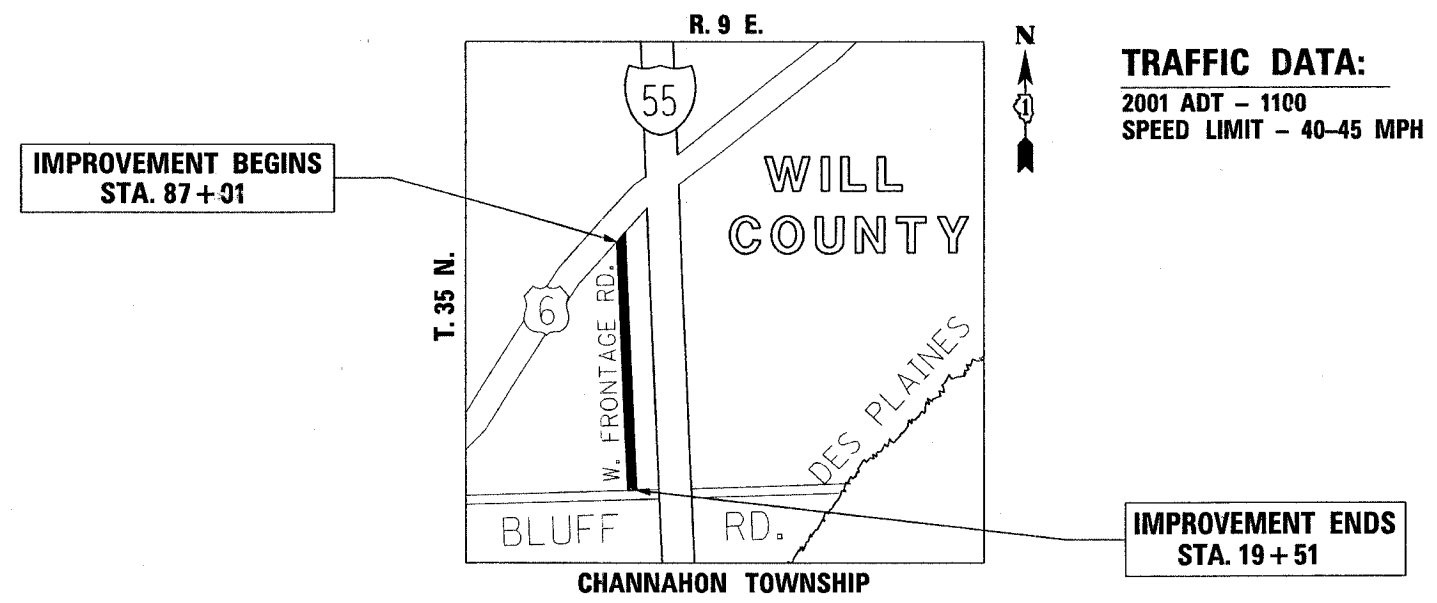 R. 9 E.
N
1
TRAFFIC DATA:
2001 ADT – 1100
SPEED LIMIT – 40–45 MPH
55
IMPROVEMENT BEGINS
STA. 87+01
WILL
COUNTY
T. 35 N.
6
W. FRONTAGE RD.
DES PLAINES
BLUFF RD.
IMPROVEMENT ENDS
STA. 19+51
CHANNAHON TOWNSHIP